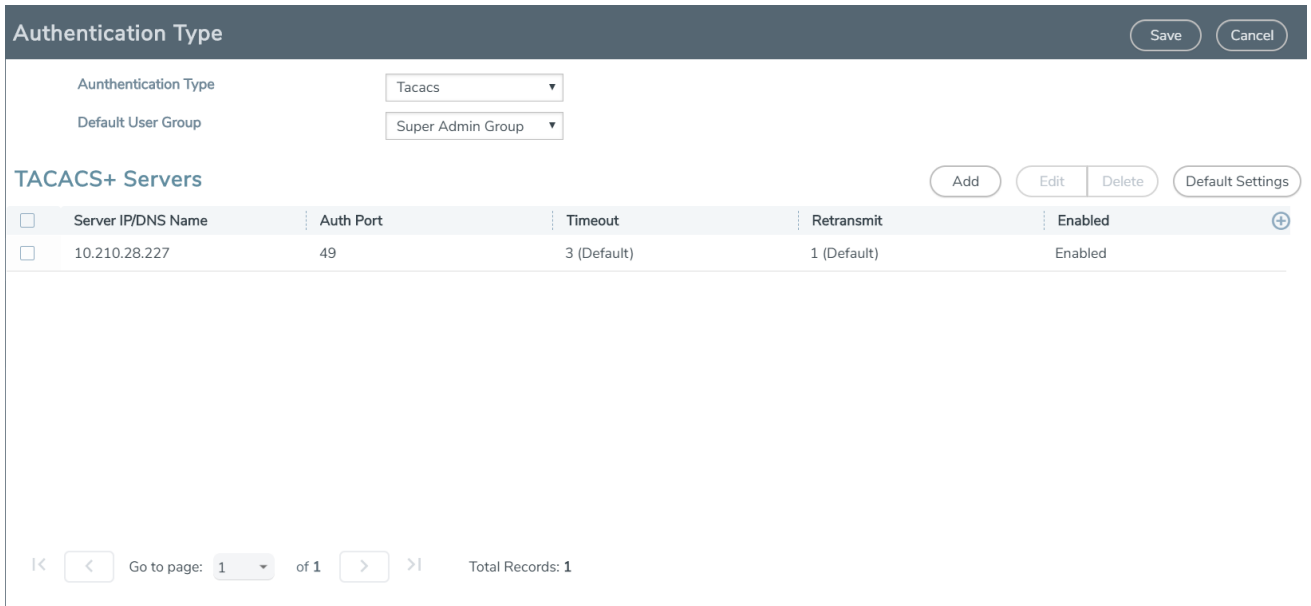 Authentication Type
Save Cancel
Aunthentication Type Tacacs
Default User Group Super Admin Group
TACACS+ Servers Add Edit Delete Default Settings
Server IP/DNS Name Auth Port Timeout Retransmit Enabled
10.210.28.227 49 3 (Default) 1 (Default) Enabled
Go to page: 1 of 1 Total Records: 1